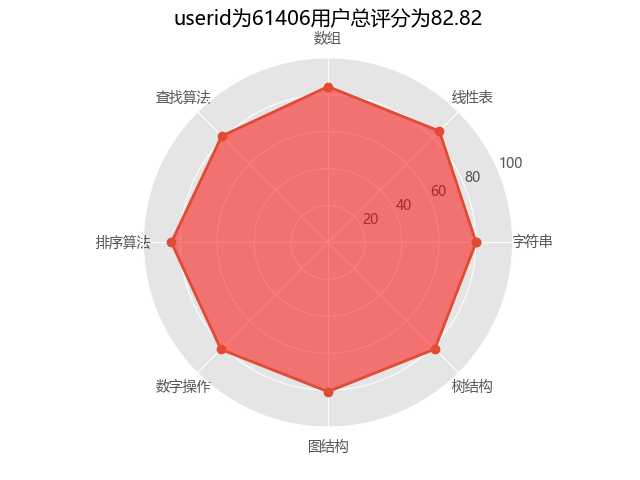 userid为61406用户总评分为82.82
数组
查找算法
线性表
100
80
60
40
20
排序算法
字符串
数字操作
树结构
图结构